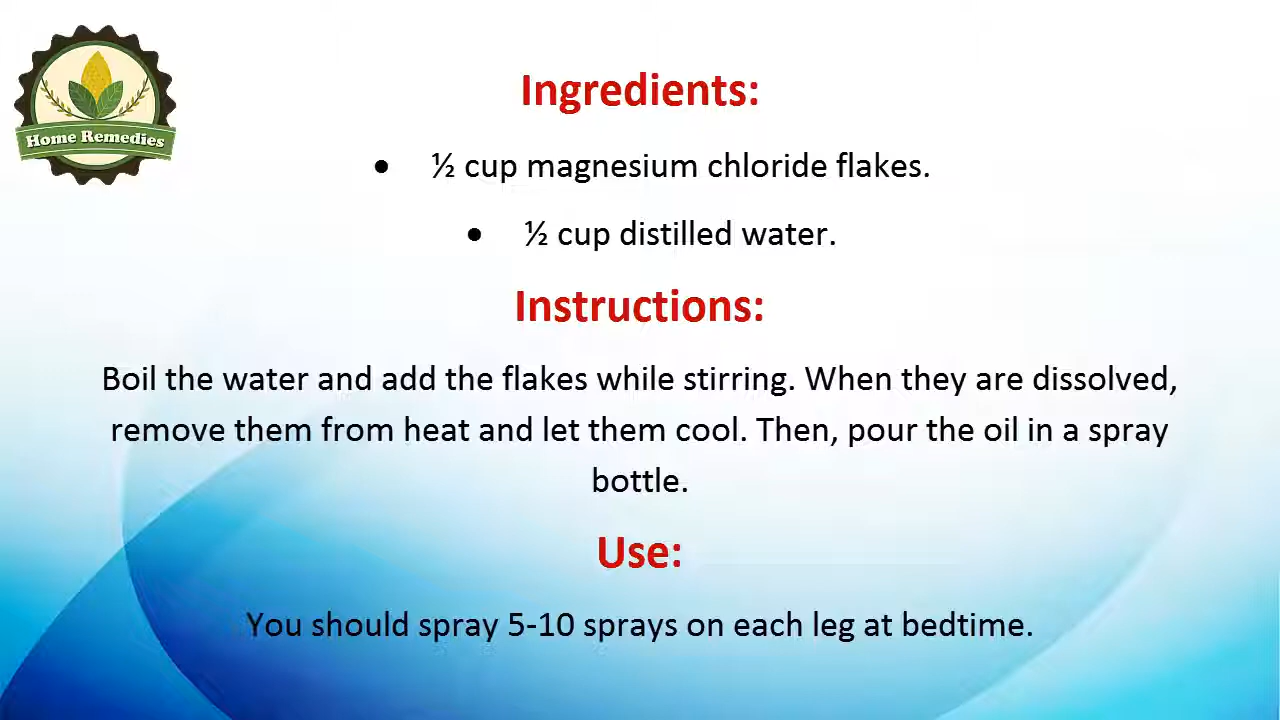 Home Remedies
Ingredients:
• ½ cup magnesium chloride flakes.
• ½ cup distilled water.
Instructions:
Boil the water and add the flakes while stirring. When they are dissolved,
remove them from heat and let them cool. Then, pour the oil in a spray
bottle.
Use:
You should spray 5-10 sprays on each leg at bedtime.